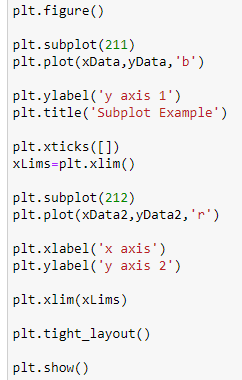 plt.figure()
plt.subplot(211)
plt.plot(xData,yData,'b')
plt.ylabel('y axis 1')
plt.title('Subplot Example')
plt.xticks([])
xLims=plt.xlim()
plt.subplot(212)
plt.plot(xData2,yData2,'r')
plt.xlabel('x axis')
plt.ylabel('y axis 2')
plt.xlim(xLims)
plt.tight_layout()
plt.show()